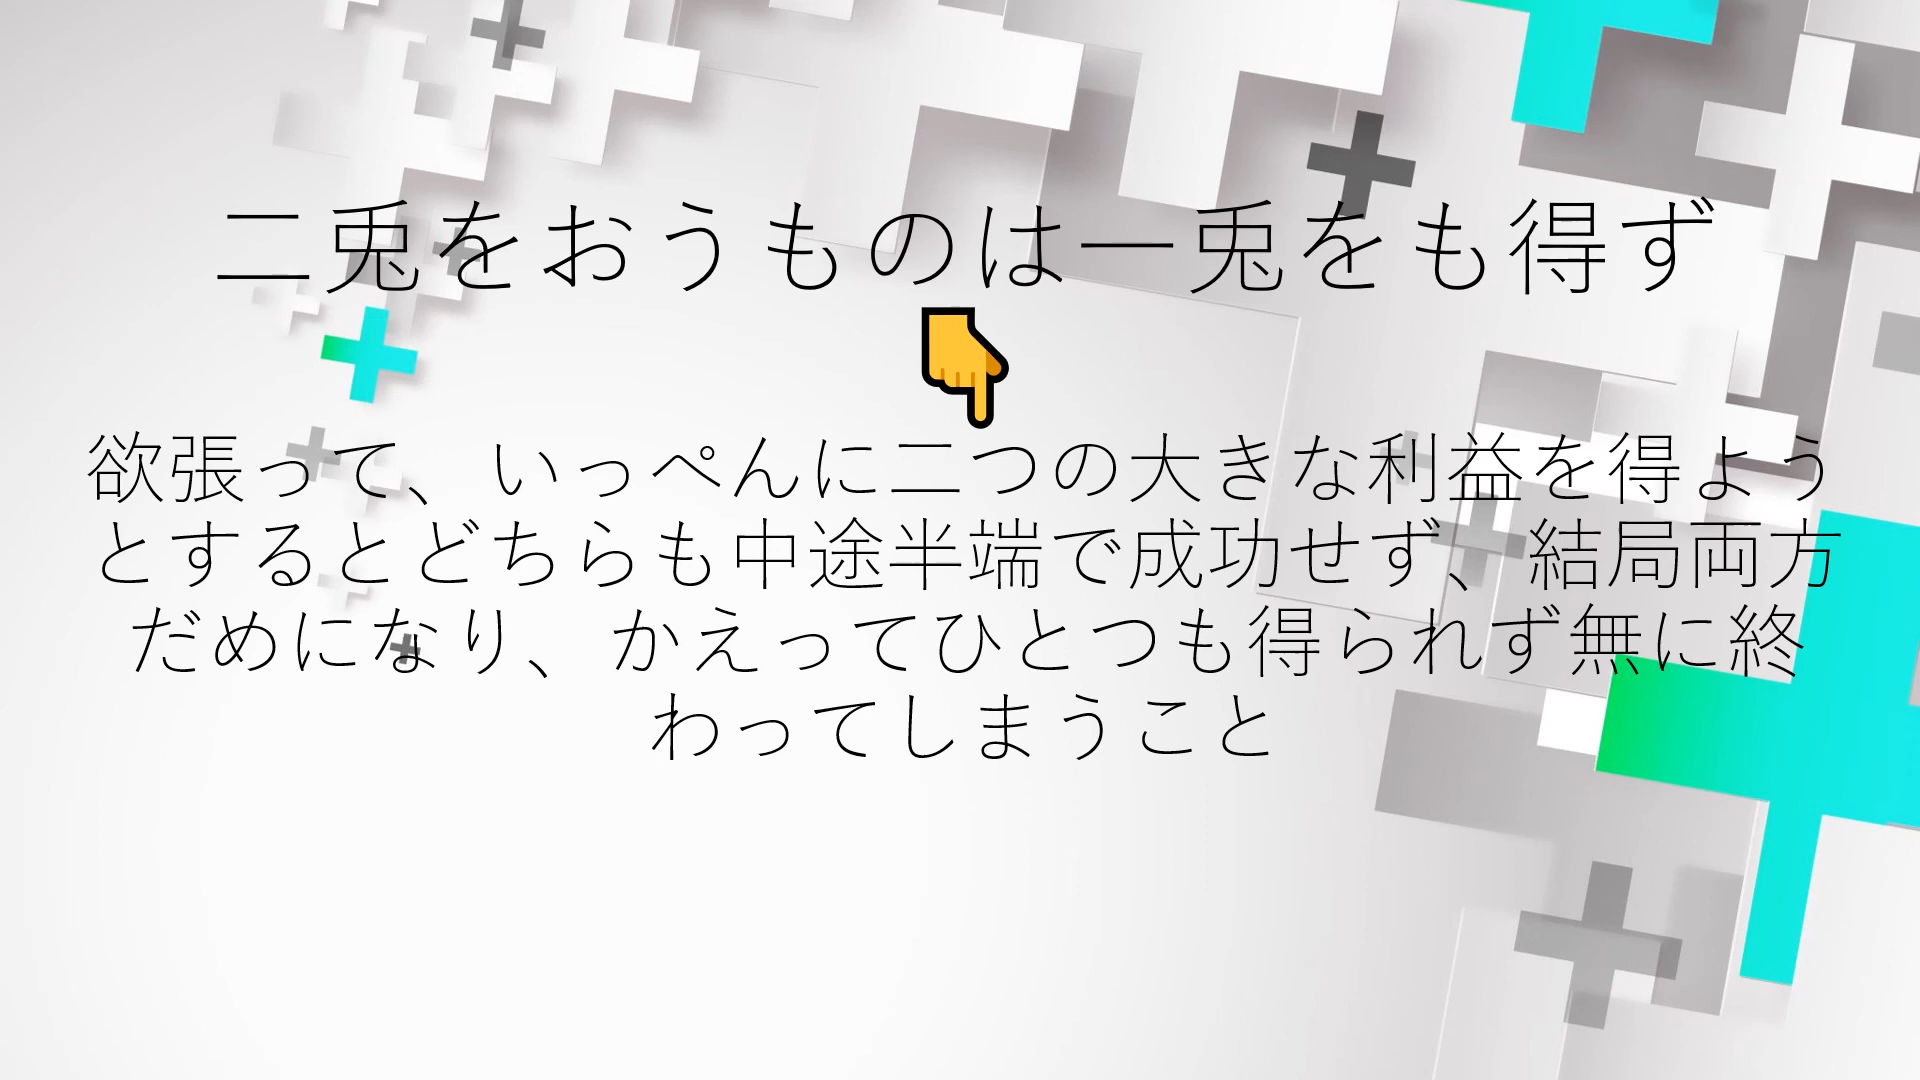 二兎をおうものは一兎をも得ず
👇
欲張って、いっぺんに二つの大きな利益を得よう
とするとどちらも中途半端で成功せず、結局両方
だめになり、かえってひとつも得られず無に終
わってしまうこと